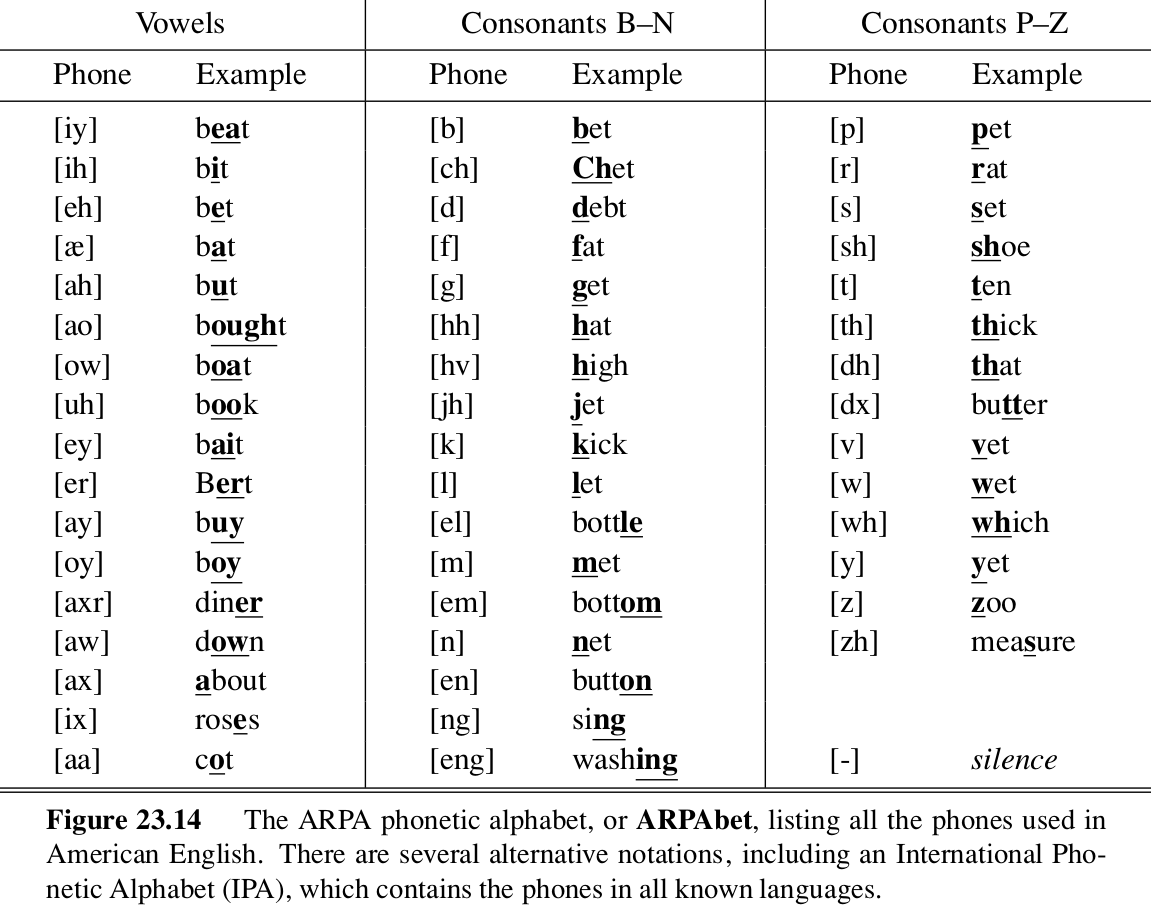 Vowels Consonants B–N Consonants P–Z
Phone Example Phone Example Phone Example
[iy] beat [b] bet [p] pet
[ih] bit [ch] Chet [r] rat
[eh] bet [d] debt [s] set
[æ] bat [f] fat [sh] shoe
[ah] but [g] get [t] ten
[ao] bought [hh] hat [th] thick
[ow] boat [hv] high [dh] that
[uh] book [jh] jet [dx] butter
[ey] bait [k] kick [v] vet
[er] Bert [l] let [w] wet
[ay] buy [el] bottle [wh] which
[oy] boy [m] met [y] yet
[axr] diner [em] bottom [z] zoo
[aw] down [n] net [zh] measure
[ax] about [en] button
[ix] roses [ng] sing
[aa] cot [eng] washing [-] silence
Figure 23.14 The ARPA phonetic alphabet, or ARPAbet, listing all the phones used in
American English. There are several alternative notations, including an International Pho-
netic Alphabet (IPA), which contains the phones in all known languages.